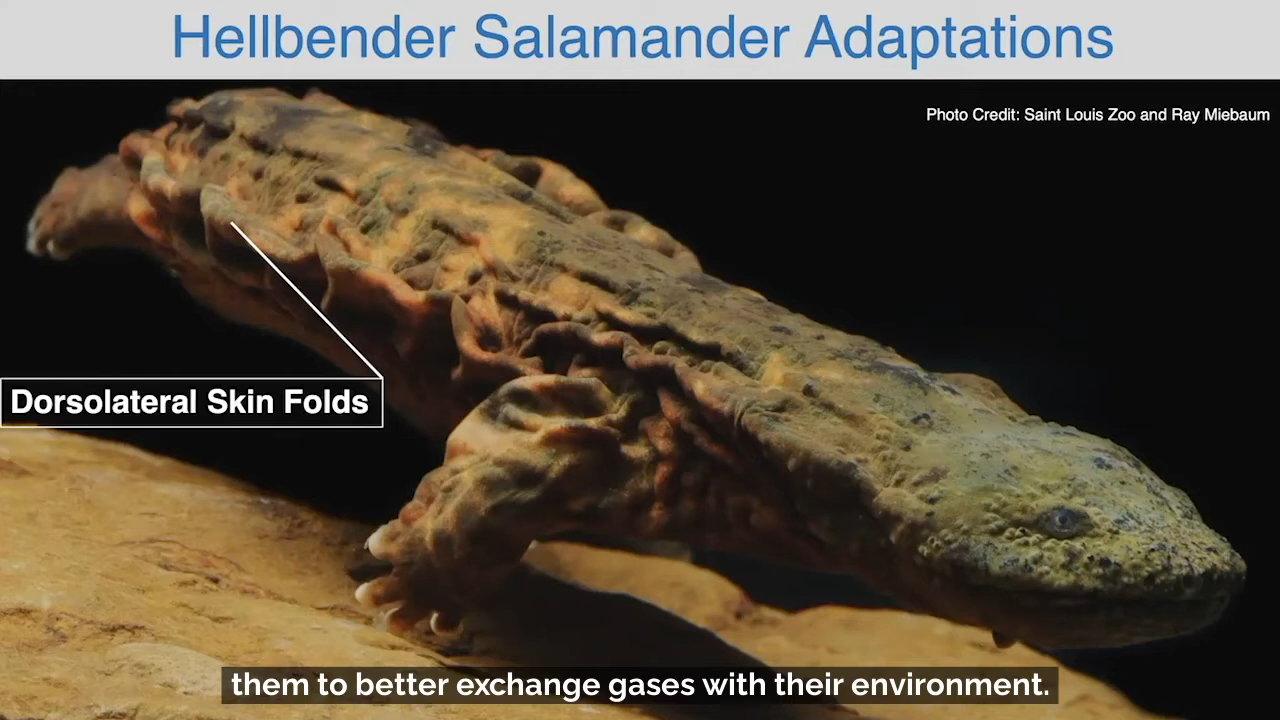 Hellbender Salamander Adaptations
Photo Credit: Saint Louis Zoo and Ray Miebaum
Dorsolateral Skin Folds
them to better exchange gases with their environment.